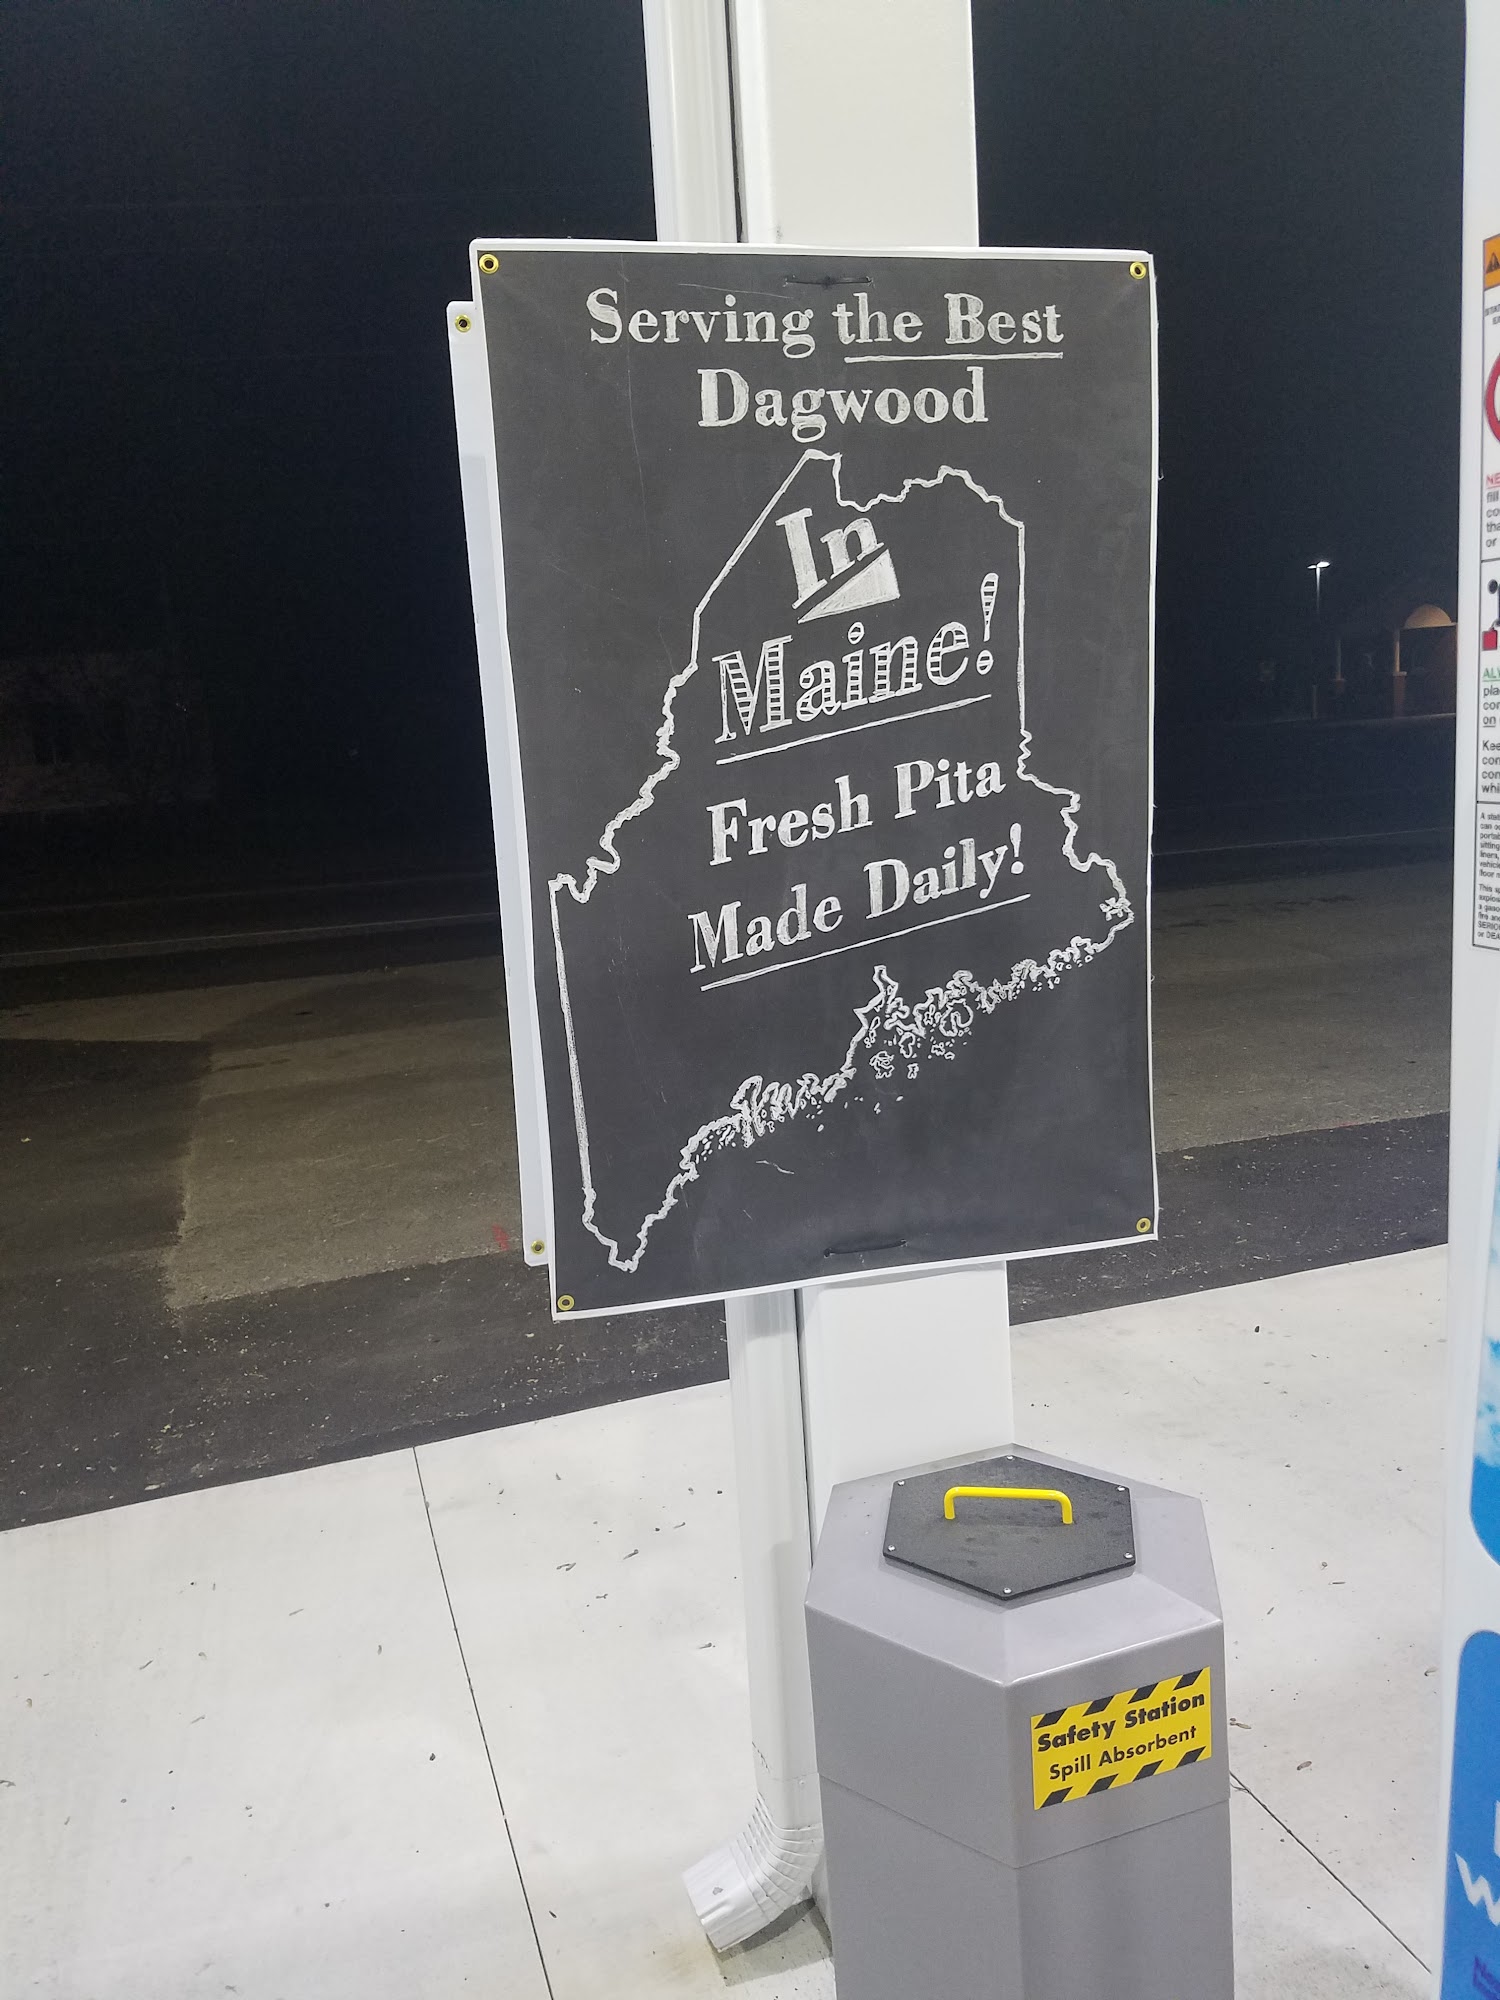 Serving the Best
Dagwood
In
Maine!
Fresh Pita
Made Daily!
Safety Station
Spill Absorbent